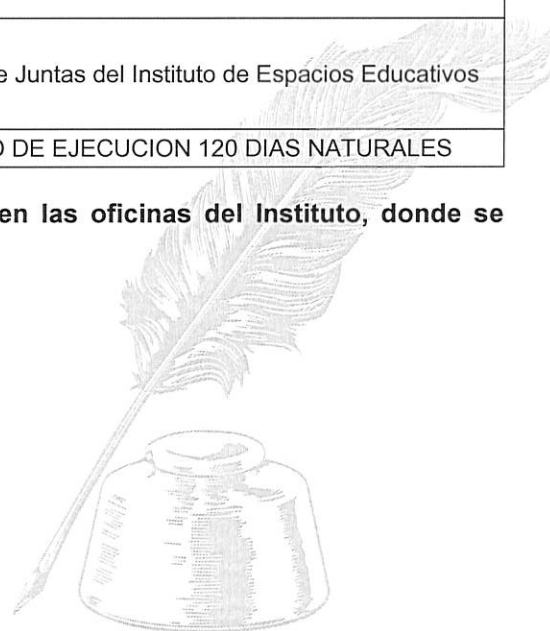 e Juntas del Instituto de Espacios Educativos
O DE EJECUCION 120 DIAS NATURALES
en las oficinas del Instituto, donde se